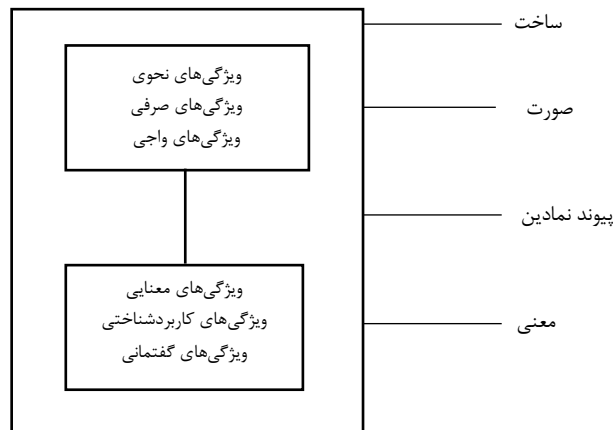 ساخت
ویژگی‌های نحوی
ویژگی‌های صرفی
ویژگی‌های واجی
صورت
پیوند نمادین
ویژگی‌های معنایی
ویژگی‌های کاربردشناختی
ویژگی‌های گفتمانی
معنی